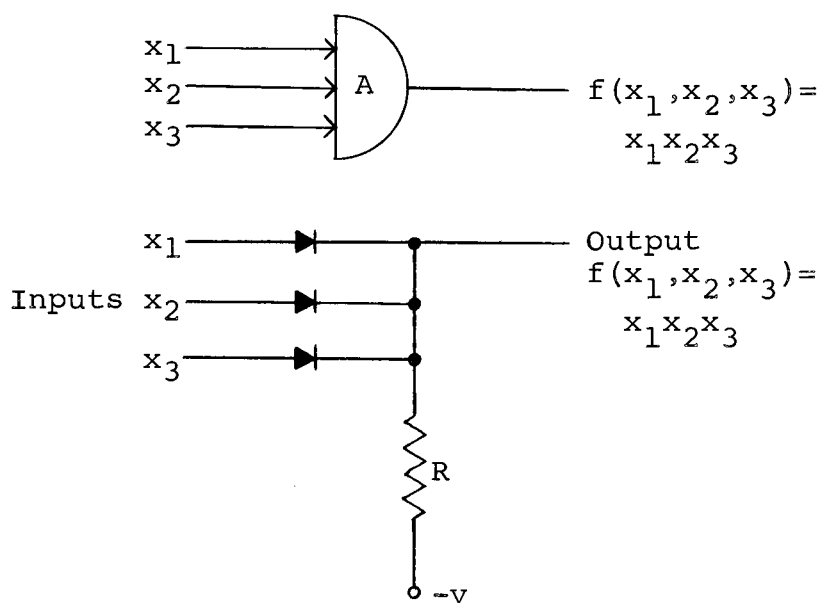 x₁
x₂
x₃
A
f(x₁,x₂,x₃)=
x₁x₂x₃
x₁
Inputs x₂
x₃
Output
f(x₁,x₂,x₃)=
x₁x₂x₃
R
-v